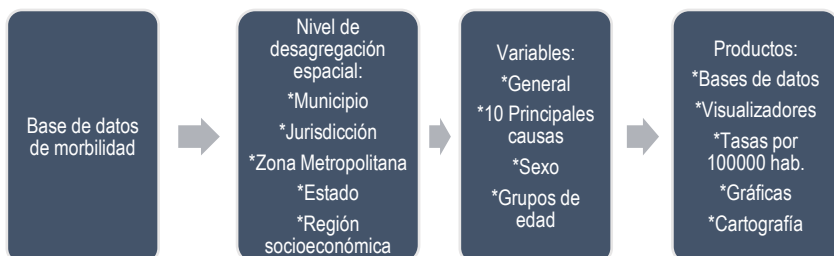 Base de datos
de morbilidad
Nivel de
desagregación
espacial:
*Municipio
*Jurisdicción
*Zona Metropolitana
*Estado
*Región
socioeconómica
Variables:
*General
*10 Principales
causas
*Sexo
*Grupos de
edad
Productos:
*Bases de datos
*Visualizadores
*Tasas por
100000 hab.
*Gráficas
*Cartografía